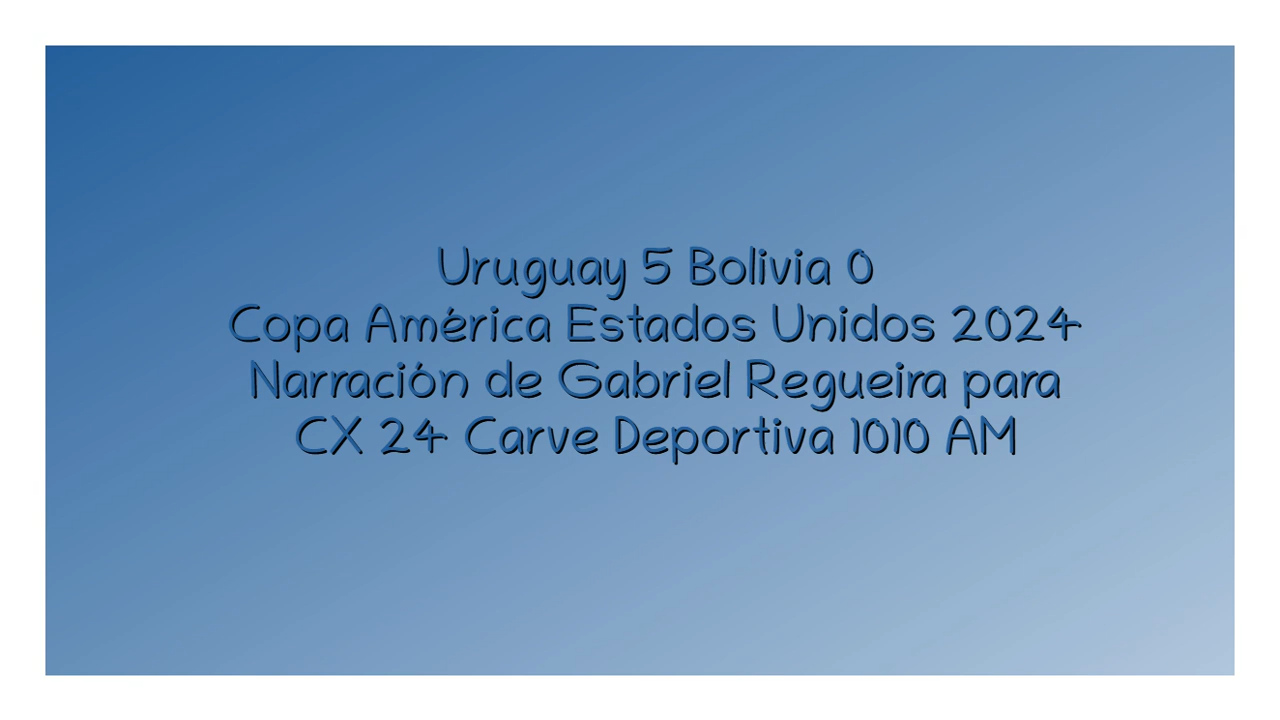 Uruguay 5 Bolivia 0
Copa América Estados Unidos 2024
Narración de Gabriel Regueira para
CX 24 Carve Deportiva 1010 AM